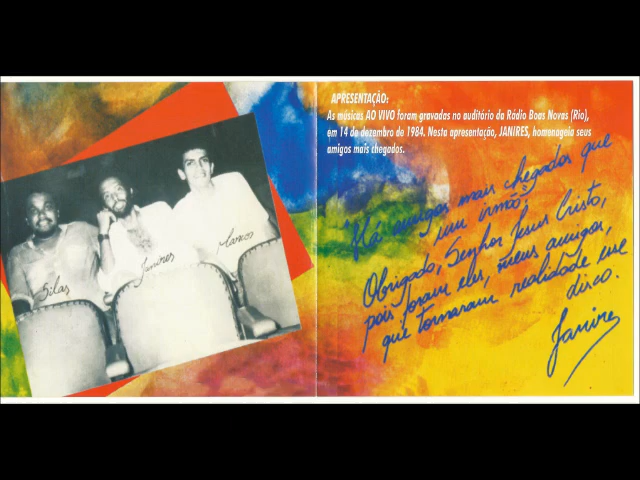 Silas
Janires
Marcos
APRESENTAÇÃO:
As músicas AO VIVO foram gravadas no auditório da Rádio Boas Novas (Rio),
em 14 de dezembro de 1984. Nesta apresentação, JANIRES, homenageia seus
amigos mais chegados.
"Há amigos mais chegados que
um irmão".
Obrigado, Senhor Jesus Cristo,
pois foram eles, meus amigos,
que tornaram realidade esse
disco.
Janires